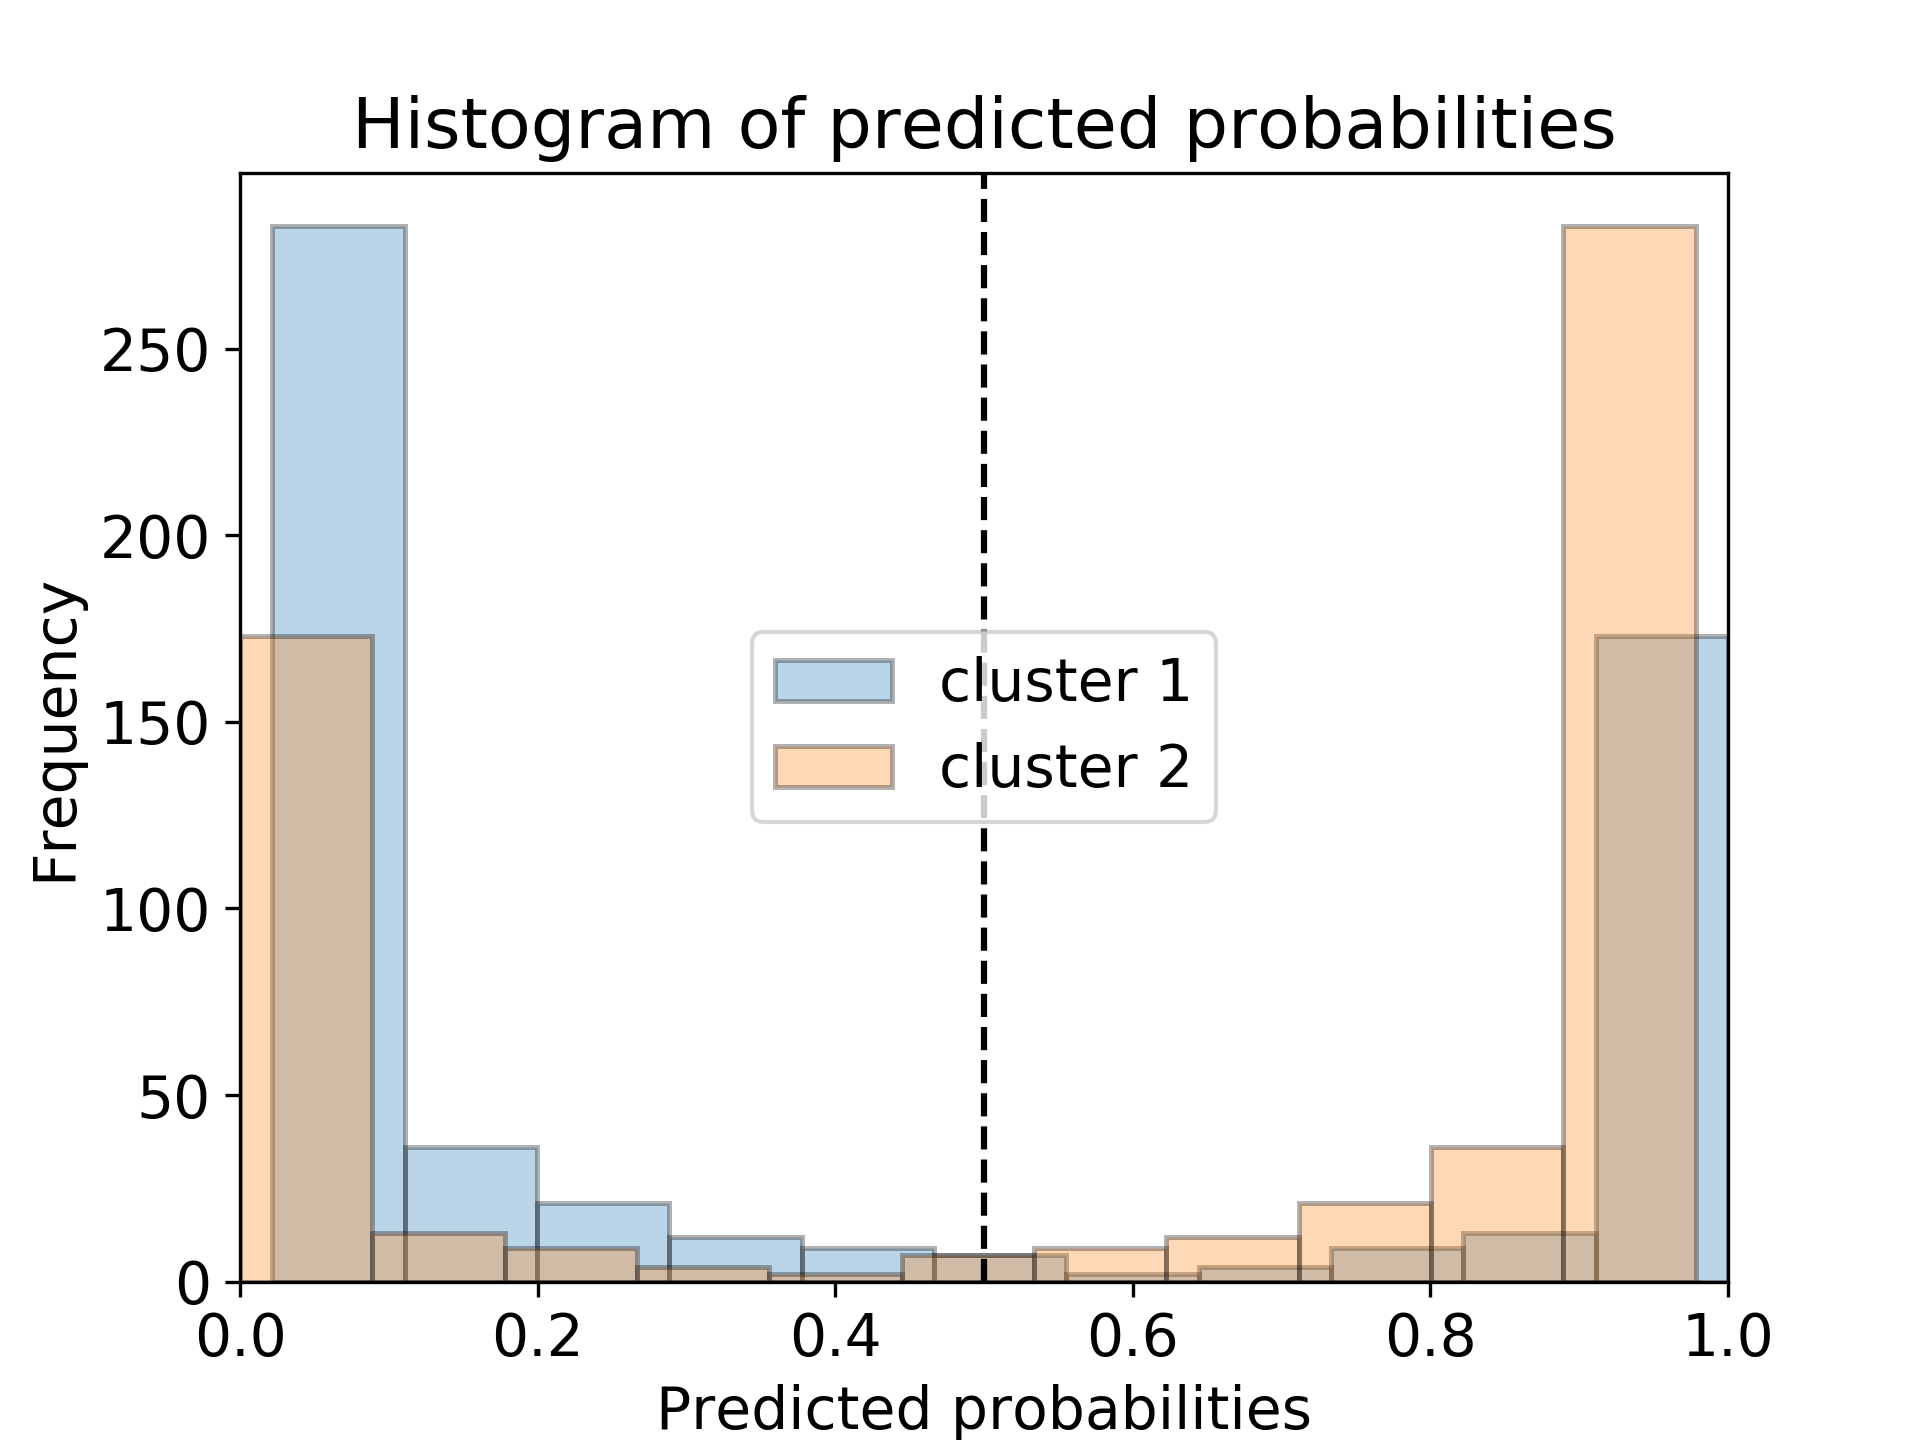 Histogram of predicted probabilities
Frequency
250
200
150
100
50
0
cluster 1
cluster 2
0.0 0.2 0.4 0.6 0.8 1.0
Predicted probabilities